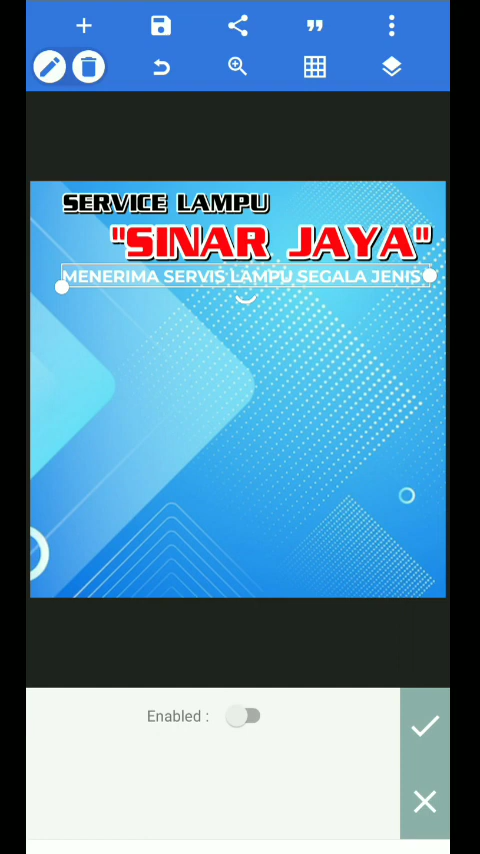 SERVICE LAMPU
"SINAR JAYA"
MENERIMA SERVIS LAMPU SEGALA JENIS
Enabled :